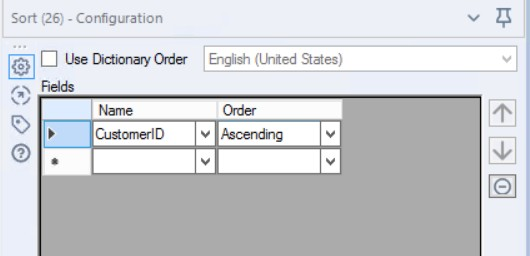 Sort (26) - Configuration
Use Dictionary Order English (United States)
Fields
Name Order
CustomerID Ascending